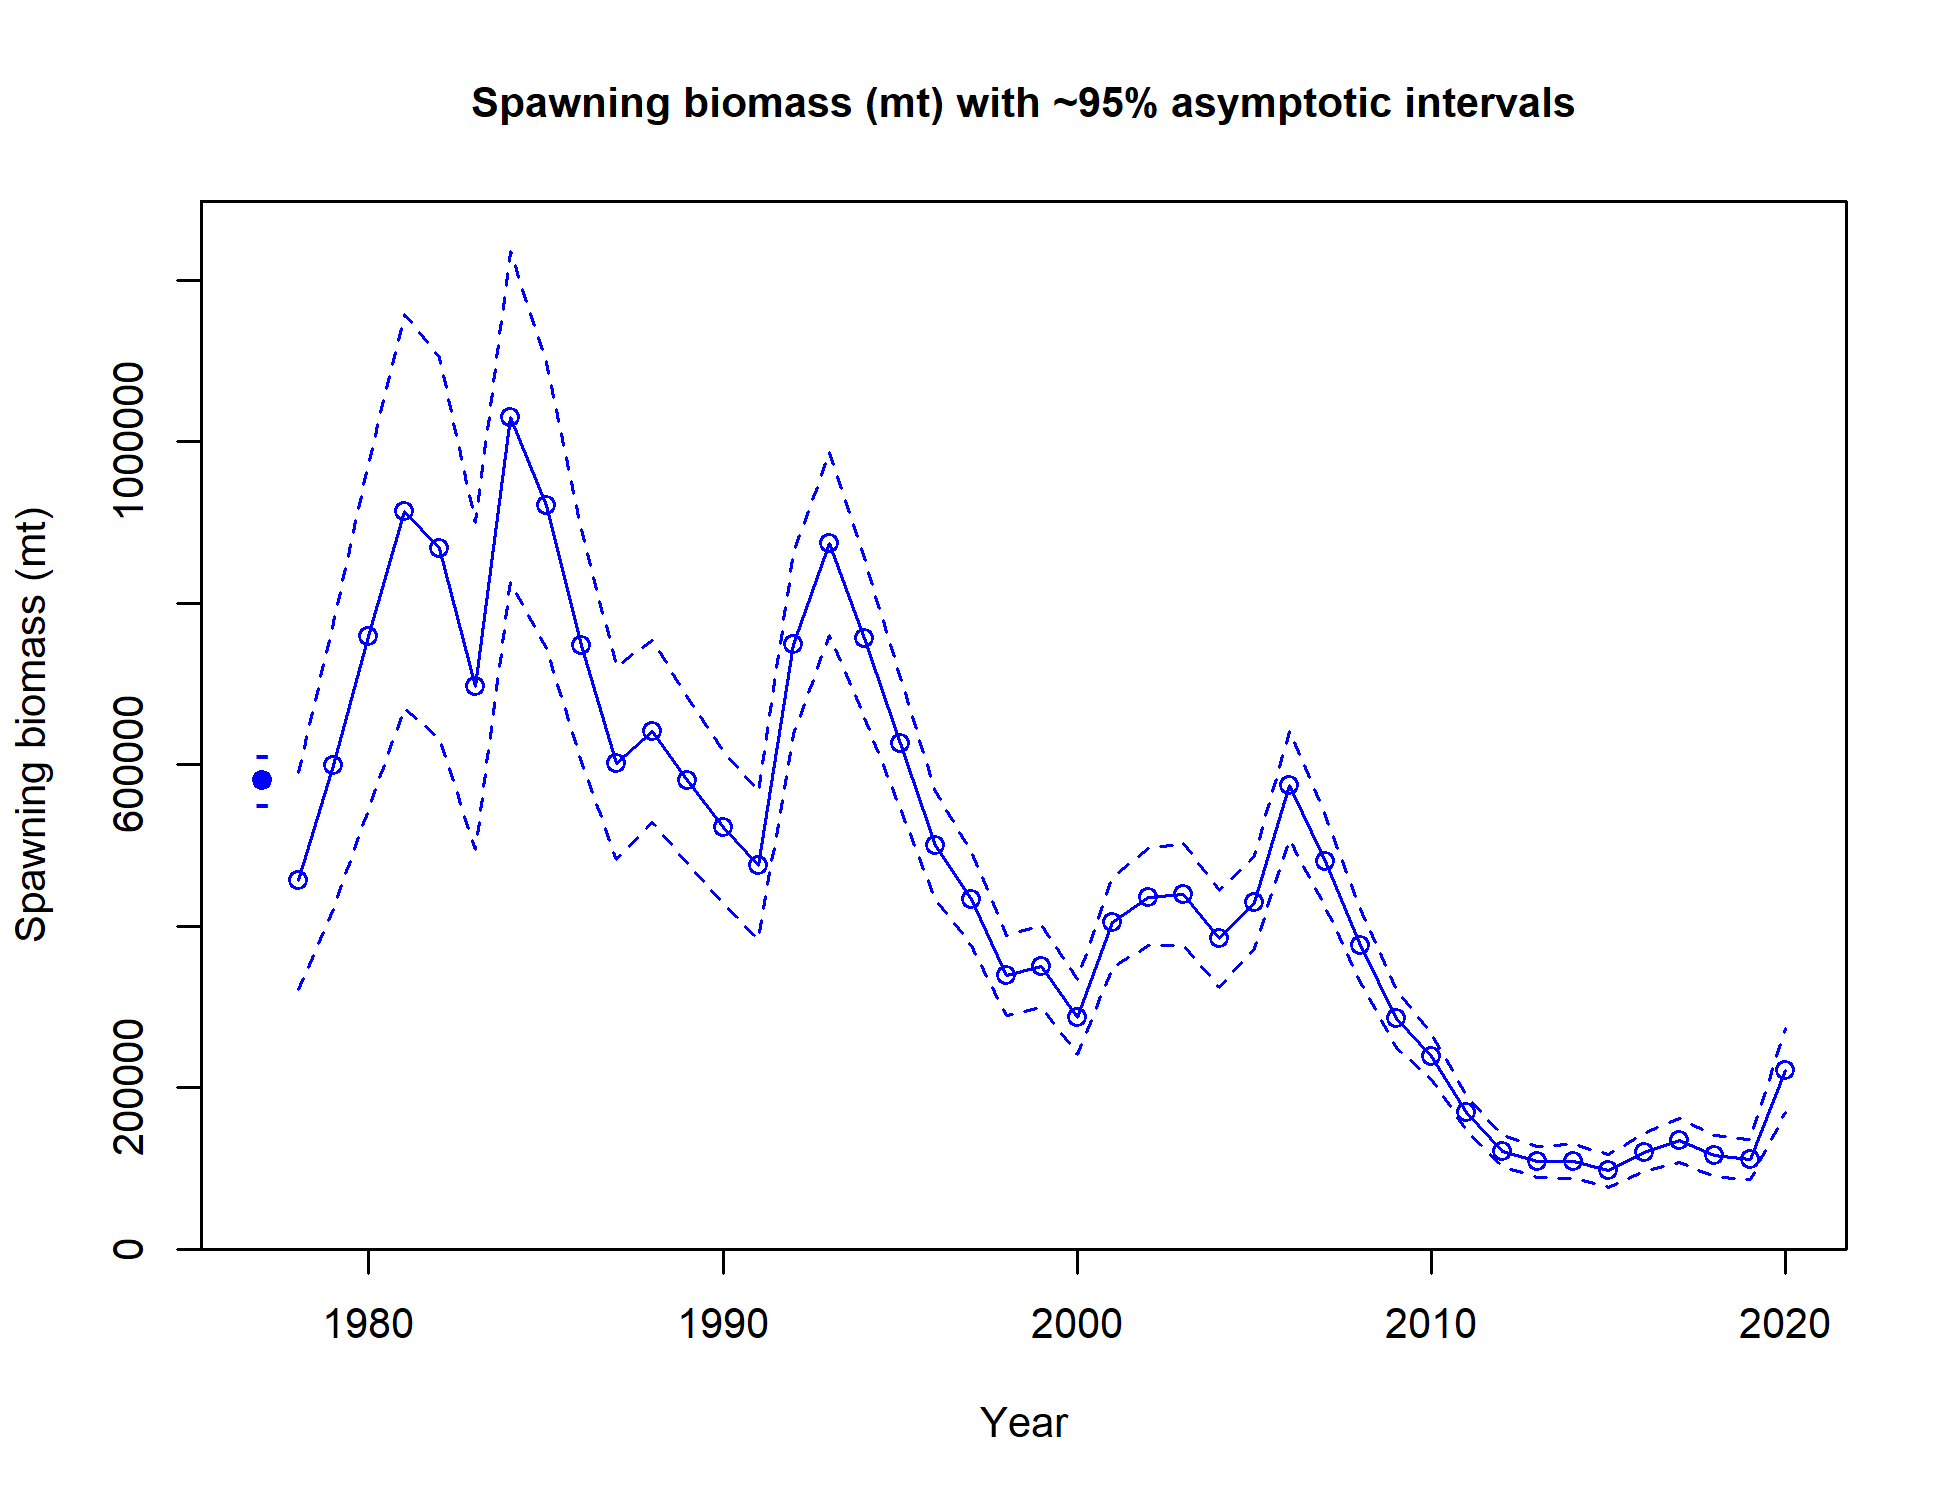 Spawning biomass (mt) with ~95% asymptotic intervals
Spawning biomass (mt)
1000000
600000
200000
0
1980 1990 2000 2010 2020
Year